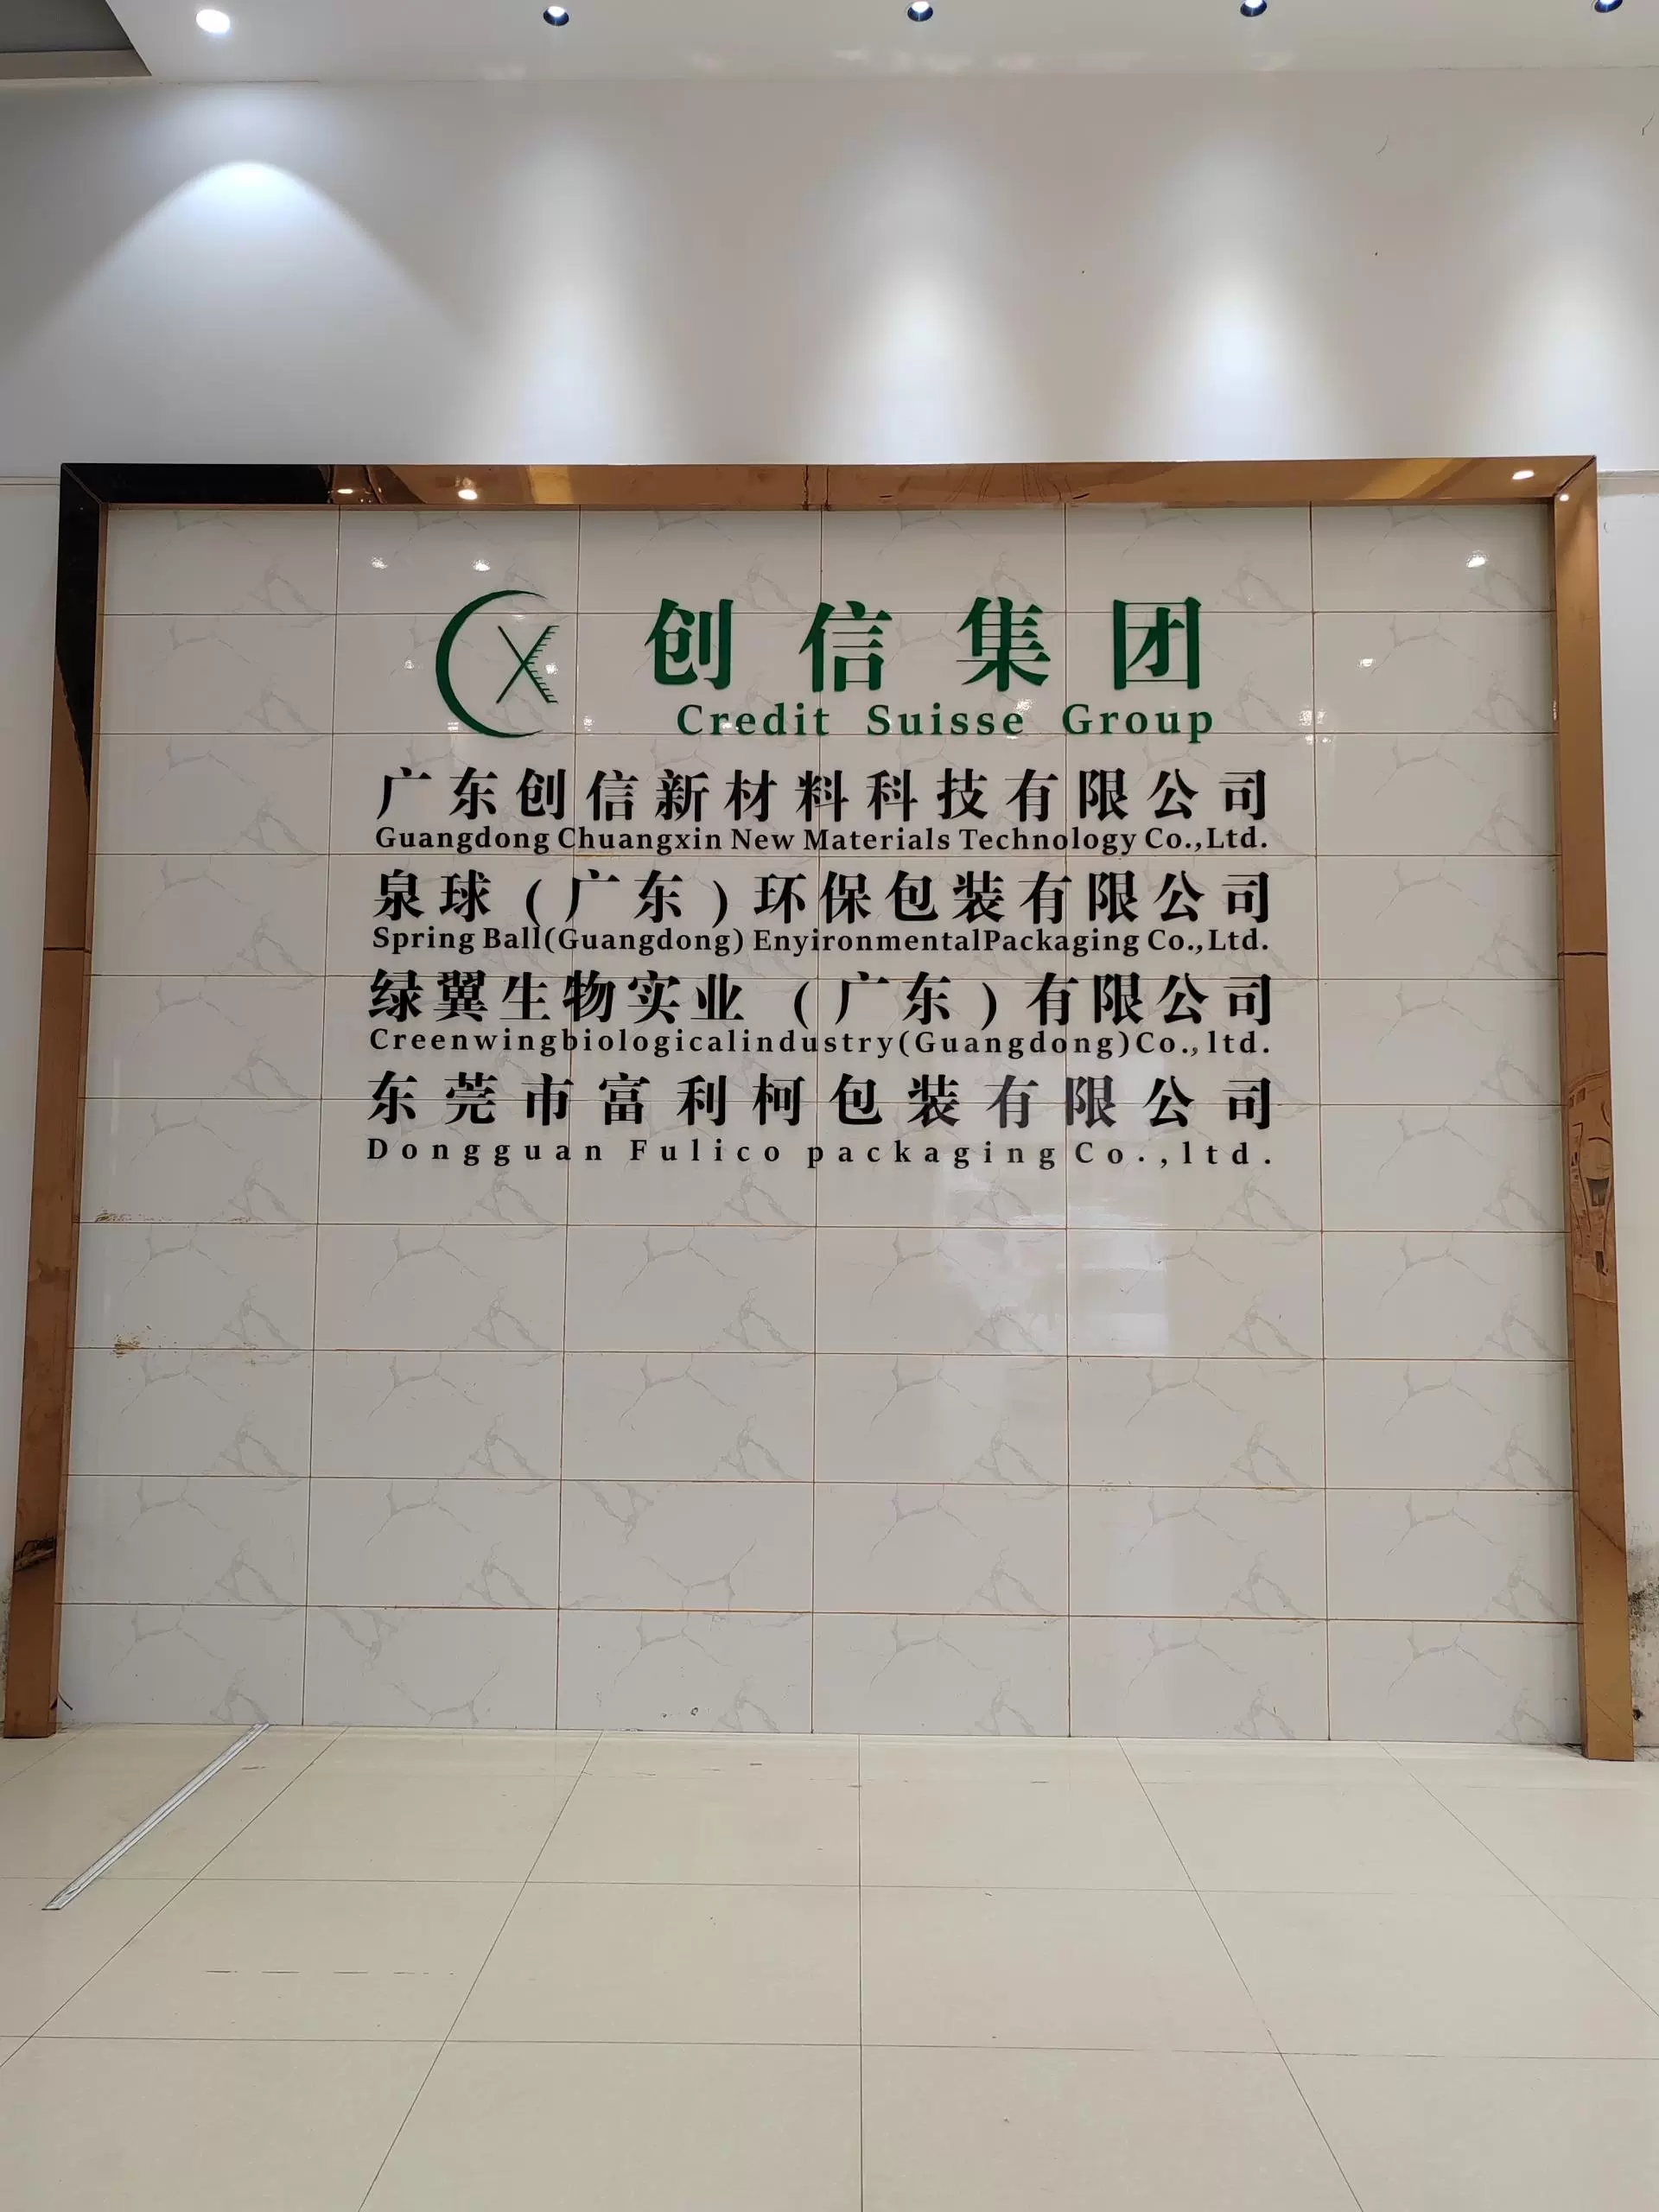 CX 创信集团
Credit Suisse Group
广东创信新材料科技有限公司
Guangdong Chuangxin New Materials Technology Co.,Ltd.
泉球(广东)环保包装有限公司
Spring Ball(Guangdong) EnyironmentalPackaging Co.,Ltd.
绿翼生物实业(广东)有限公司
Creenwingbiologicalindustry(Guangdong)Co.,ltd.
东莞市富利柯包装有限公司
Dongguan Fulico packaging Co.,ltd.